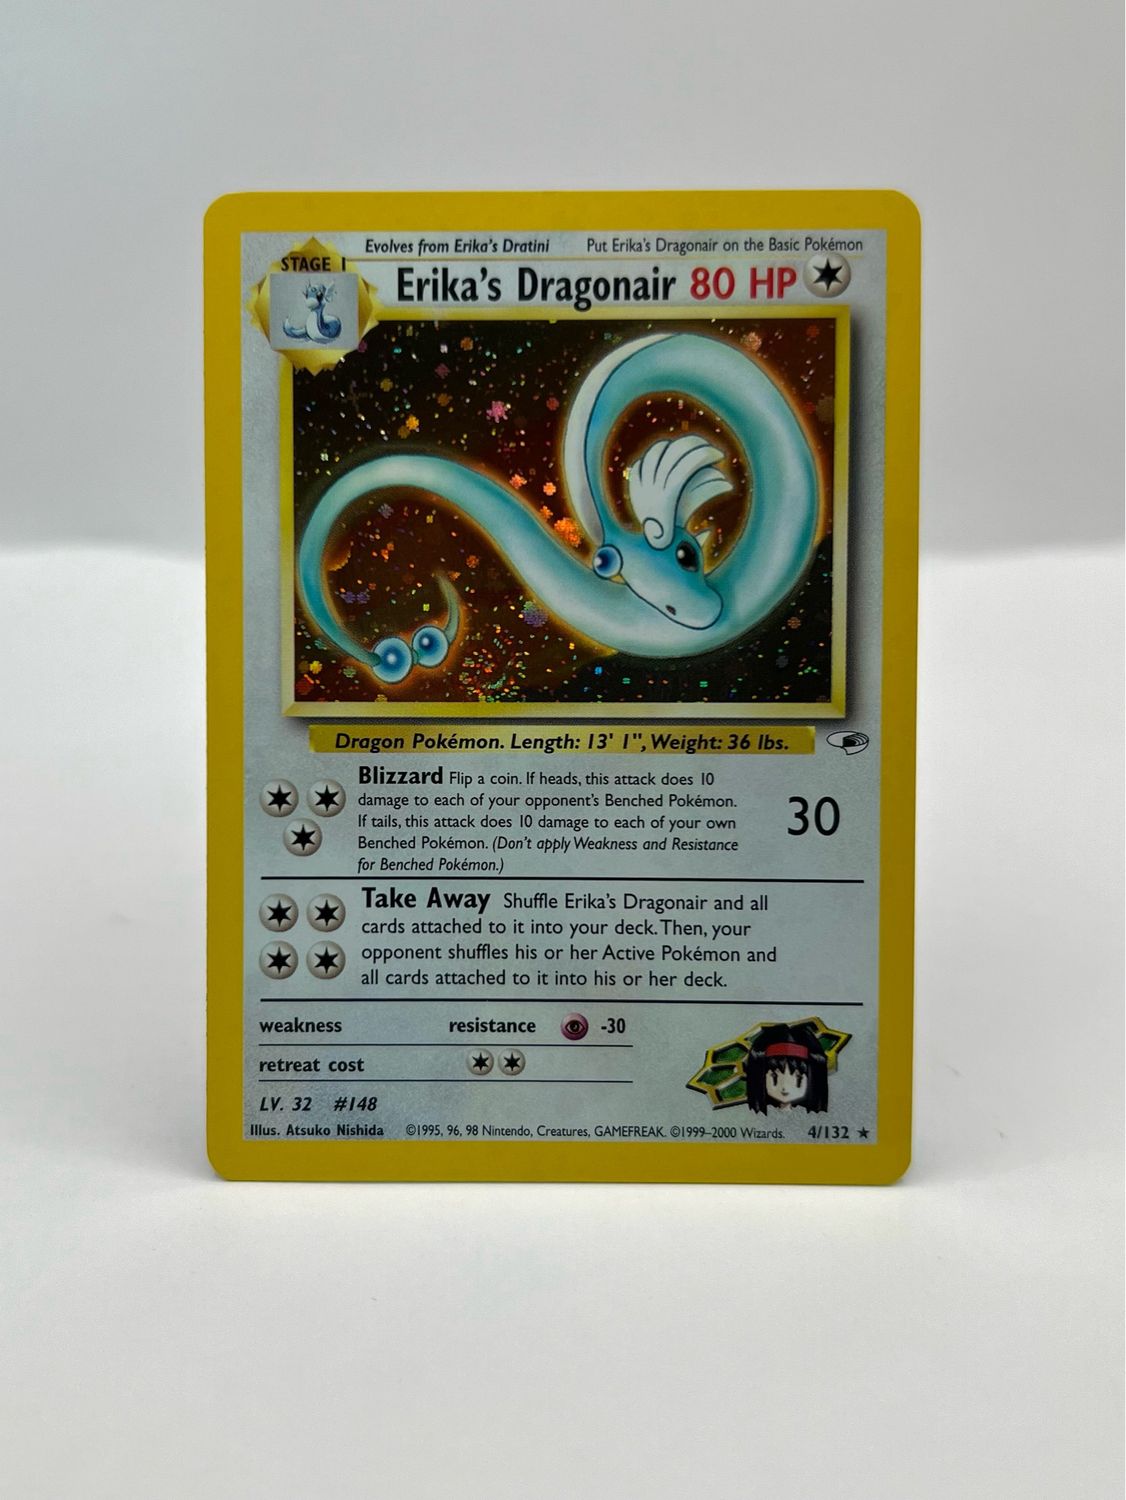 Evolves from Erika's Dratini Put Erika's Dragonair on the Basic Pokémon
STAGE 1
Erika's Dragonair 80 HP
Dragon Pokémon. Length: 13' 1", Weight: 36 lbs.
Blizzard Flip a coin. If heads, this attack does 10
damage to each of your opponent's Benched Pokémon.
If tails, this attack does 10 damage to each of your own
Benched Pokémon. (Don't apply Weakness and Resistance
for Benched Pokémon.)
30
Take Away Shuffle Erika's Dragonair and all
cards attached to it into your deck. Then, your
opponent shuffles his or her Active Pokémon and
all cards attached to it into his or her deck.
weakness resistance -30
retreat cost
LV. 32 #148
Illus. Atsuko Nishida ©1995, 96, 98 Nintendo, Creatures, GAMEFREAK. ©1999–2000 Wizards. 4/132 ★